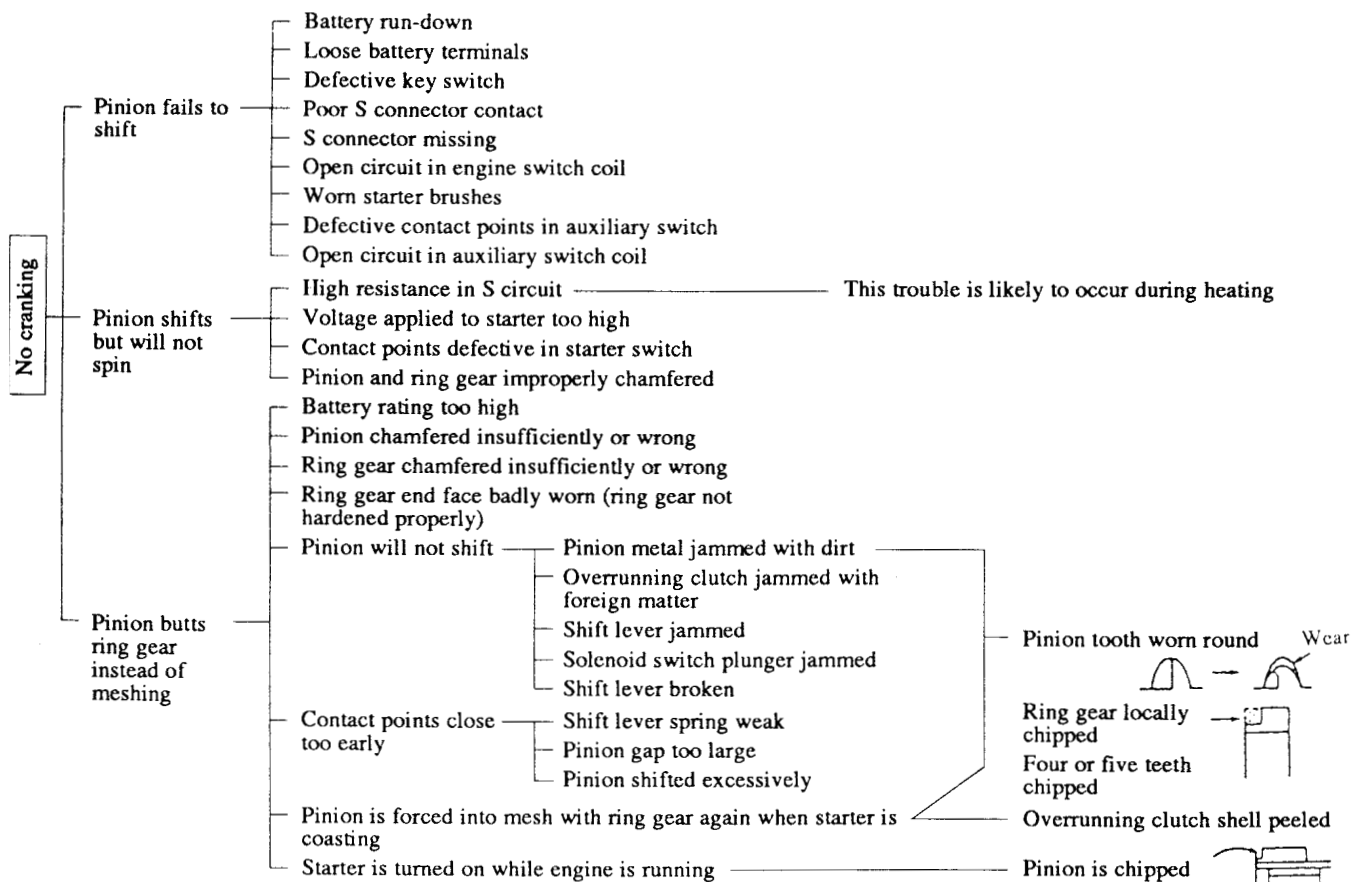 Battery run-down
Loose battery terminals
Defective key switch
Pinion fails to
shift
Poor S connector contact
S connector missing
Open circuit in engine switch coil
Worn starter brushes
Defective contact points in auxiliary switch
Open circuit in auxiliary switch coil
No cranking
High resistance in S circuit
This trouble is likely to occur during heating
Pinion shifts
but will not
spin
Voltage applied to starter too high
Contact points defective in starter switch
Pinion and ring gear improperly chamfered
Battery rating too high
Pinion chamfered insufficiently or wrong
Ring gear chamfered insufficiently or wrong
Ring gear end face badly worn (ring gear not
hardened properly)
Pinion will not shift
Pinion metal jammed with dirt
Overrunning clutch jammed with
foreign matter
Shift lever jammed
Solenoid switch plunger jammed
Shift lever broken
Pinion butts
ring gear
instead of
meshing
Pinion tooth worn round
Wear
Contact points close
too early
Shift lever spring weak
Pinion gap too large
Pinion shifted excessively
Ring gear locally
chipped
Four or five teeth
chipped
Pinion is forced into mesh with ring gear again when starter is
coasting
Overrunning clutch shell peeled
Starter is turned on while engine is running
Pinion is chipped